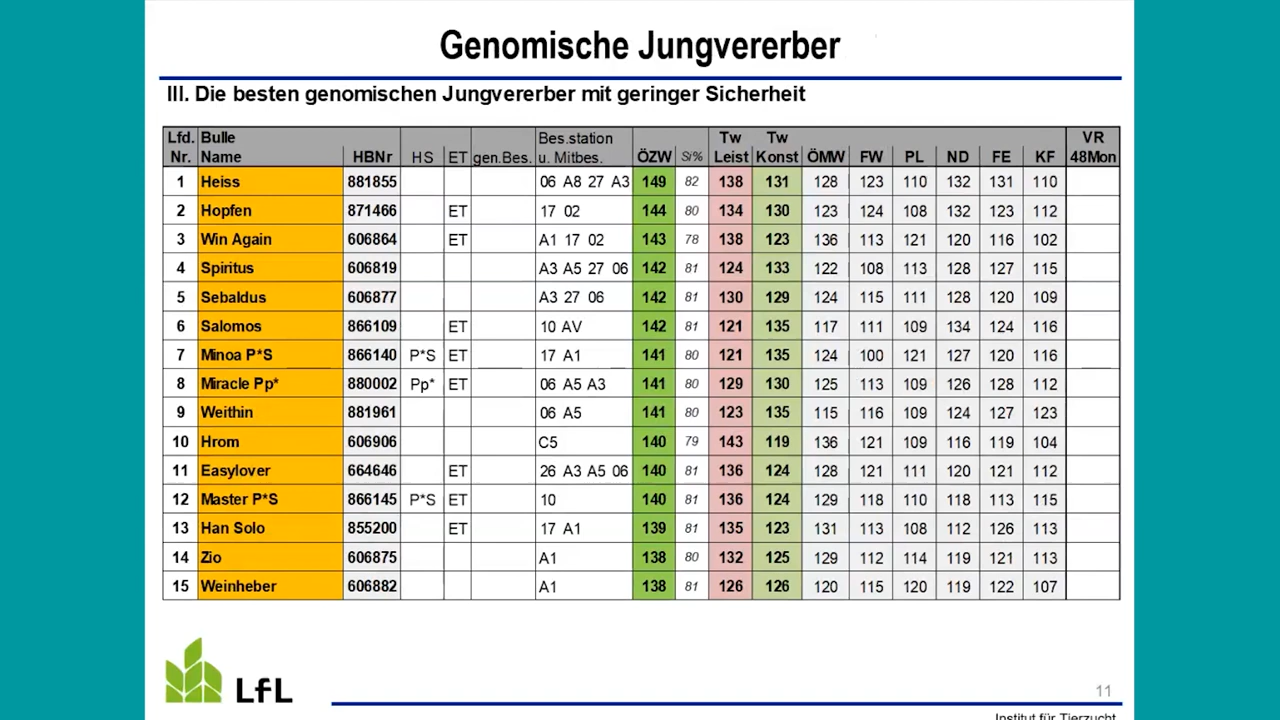 Genomische Jungvererber
III. Die besten genomischen Jungvererber mit geringer Sicherheit
Lfd. Bulle Bes.station Tw Tw VR
Nr. Name HBNr HS ET gen.Bes. u. Mitbes. ÖZW Si% Leist Konst ÖMW FW PL ND FE KF 48Mon
1 Heiss 881855 06 A8 27 A3 149 82 138 131 128 123 110 132 131 110
2 Hopfen 871466 ET 17 02 144 80 134 130 123 124 108 132 123 112
3 Win Again 606864 ET A1 17 02 143 78 138 123 136 113 121 120 116 102
4 Spiritus 606819 A3 A5 27 06 142 81 124 133 122 108 113 128 127 115
5 Sebaldus 606877 A3 27 06 142 81 130 129 124 115 111 128 120 109
6 Salomos 866109 ET 10 AV 142 81 121 135 117 111 109 134 124 116
7 Minoa P*S 866140 P*S ET 17 A1 141 80 121 135 124 100 121 127 120 116
8 Miracle Pp* 880002 Pp* ET 06 A5 A3 141 80 129 130 125 113 109 126 128 112
9 Weithin 881961 06 A5 141 80 123 135 115 116 109 124 127 123
10 Hrom 606906 C5 140 79 143 119 136 121 109 116 119 104
11 Easylover 664646 ET 26 A3 A5 06 140 81 136 124 128 121 111 120 121 112
12 Master P*S 866145 P*S ET 10 140 81 136 124 129 118 110 118 113 115
13 Han Solo 855200 ET 17 A1 139 81 135 123 131 113 108 112 126 113
14 Zio 606875 A1 138 80 132 125 129 112 114 119 121 113
15 Weinheber 606882 A1 138 81 126 126 120 115 120 119 122 107
LfL
11
Institut für Tierzucht